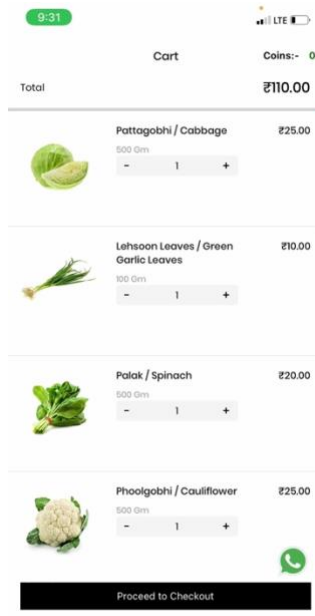 9:31
LTE
Cart
Coins:- 0
Total
₹110.00
Pattagobhi / Cabbage
₹25.00
500 Gm
- 1 +
Lehsoon Leaves / Green
₹10.00
Garlic Leaves
100 Gm
- 1 +
Palak / Spinach
₹20.00
500 Gm
- 1 +
Phoolgobhi / Cauliflower
₹25.00
500 Gm
- 1 +
Proceed to Checkout